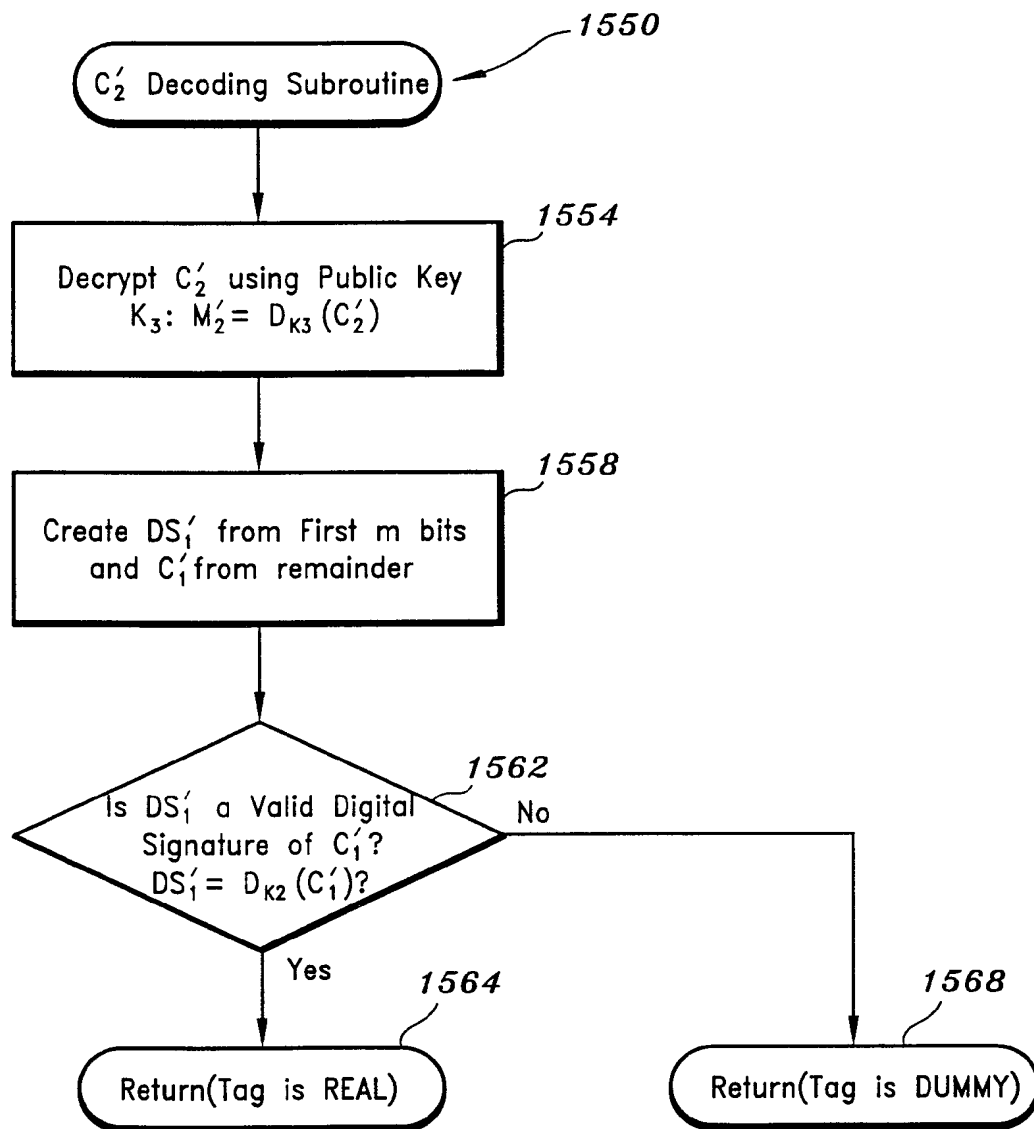 1550
C₂′ Decoding Subroutine
1554
Decrypt C₂′ using Public Key
K₃: M₂′ = D_K3 (C₂′)
1558
Create DS₁′ from First m bits
and C₁′ from remainder
1562
Is DS₁′ a Valid Digital
Signature of C₁′?
DS₁′ = D_K2 (C₁′)?
No
Yes
1564
1568
Return(Tag is REAL)
Return(Tag is DUMMY)